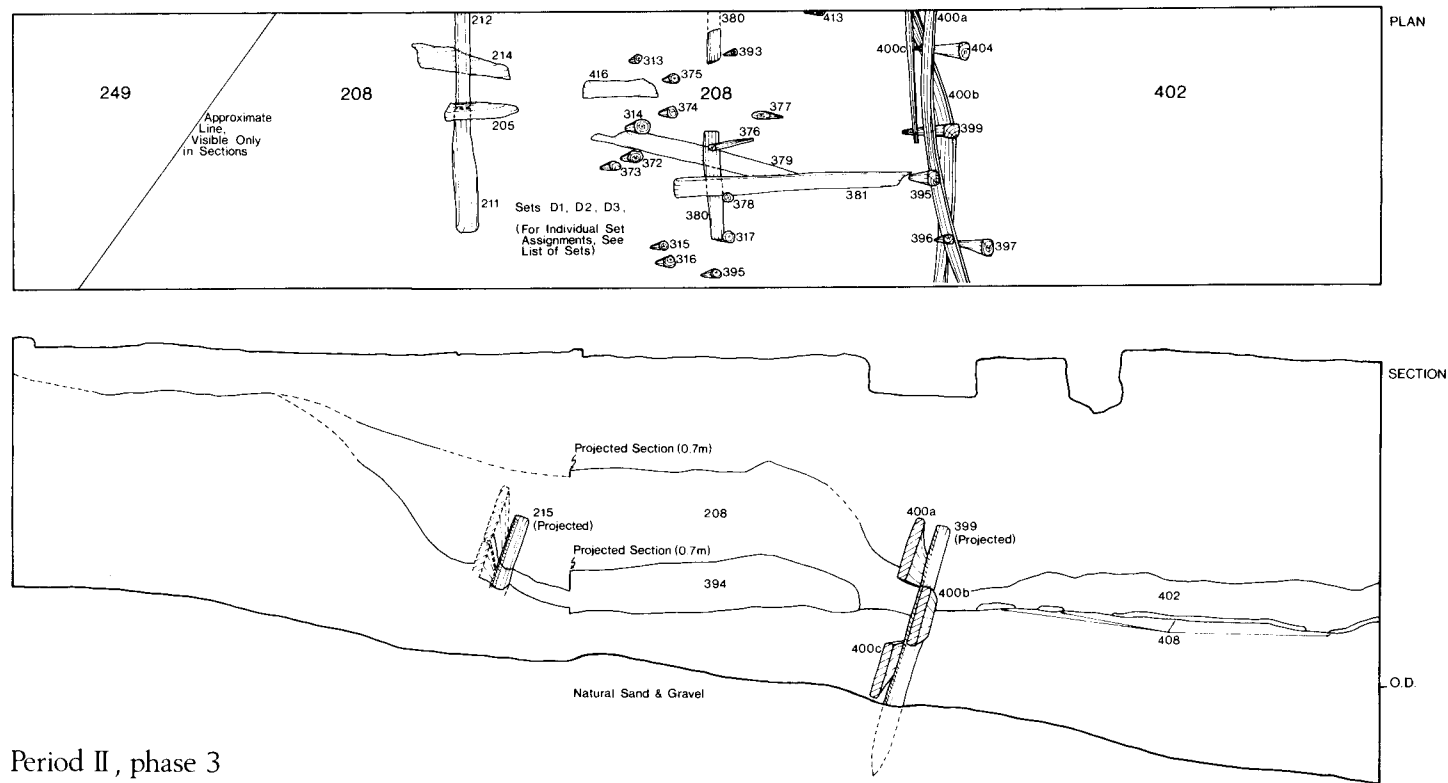 PLAN
212
380
413
400a
400c
404
214
313
393
416
375
249
208
208
402
400b
374
377
Approximate
Line,
Visible Only
in Sections
205
314
376
399
372
379
373
211
Sets D1, D2, D3,
(For Individual Set
Assignments, See
List of Sets)
378
381
395
380
317
315
396
397
316
395
SECTION
Projected Section (0.7m)
215
(Projected)
208
400a
399
(Projected)
Projected Section (0.7m)
394
400b
402
408
400c
Natural Sand & Gravel
O.D.
Period II, phase 3